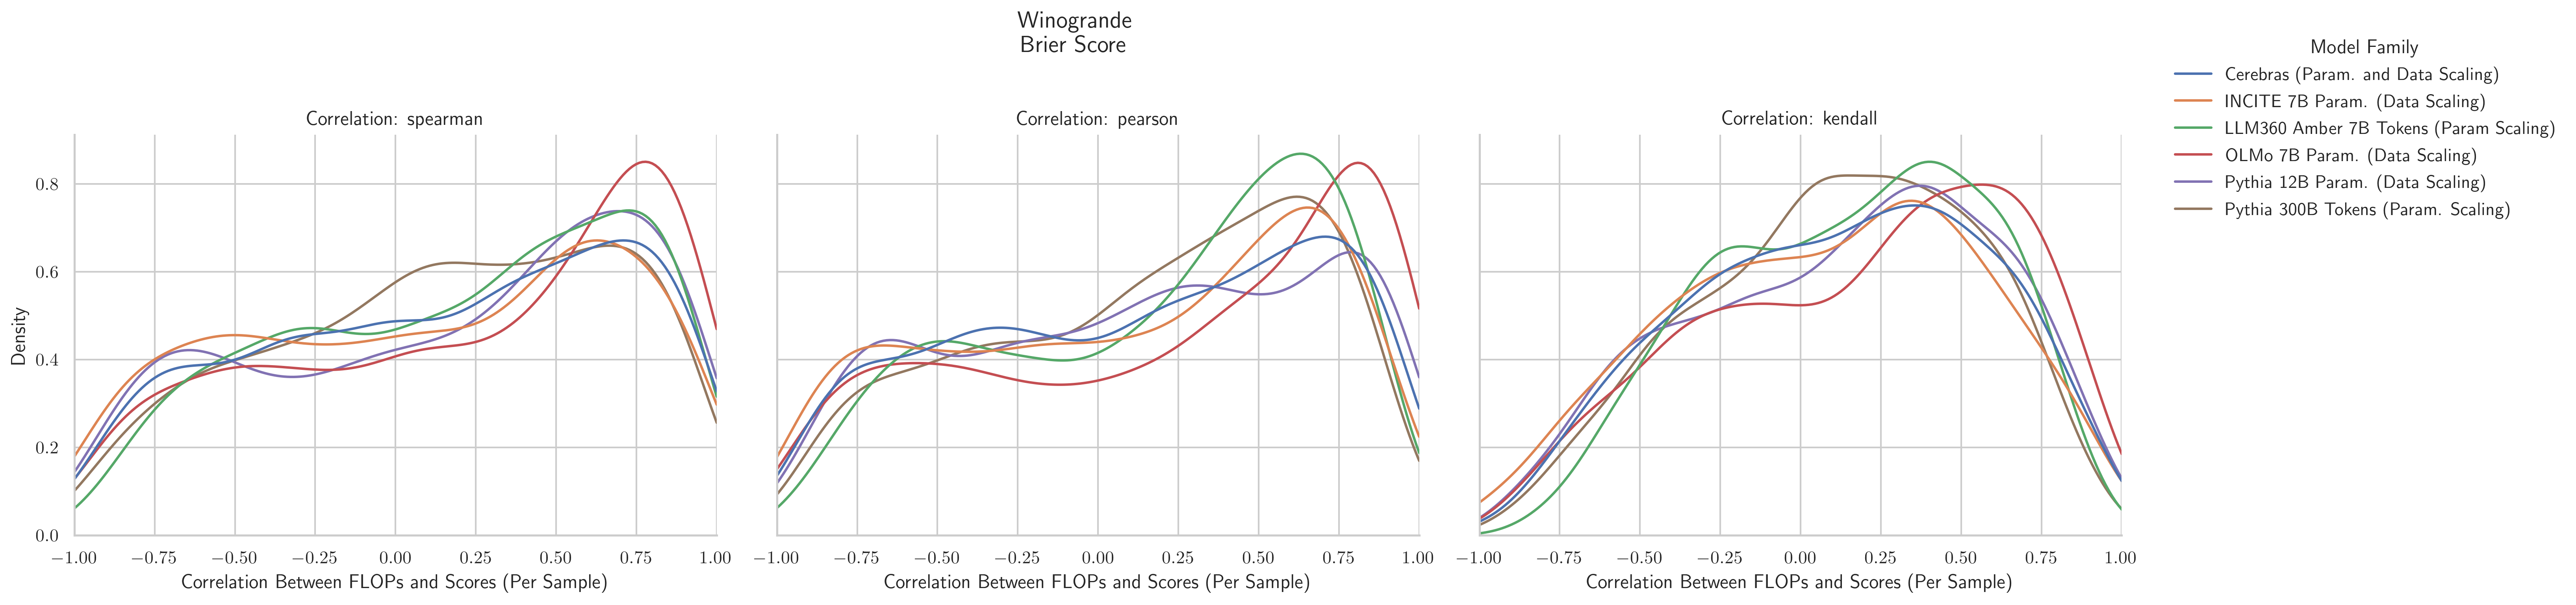 Winogrande
Brier Score
Correlation: spearman
Correlation: pearson
Correlation: kendall
Model Family
Cerebras (Param. and Data Scaling)
INCITE 7B Param. (Data Scaling)
LLM360 Amber 7B Tokens (Param Scaling)
OLMo 7B Param. (Data Scaling)
Pythia 12B Param. (Data Scaling)
Pythia 300B Tokens (Param. Scaling)
Density
0.8
0.6
0.4
0.2
0.0
−1.00 −0.75 −0.50 −0.25 0.00 0.25 0.50 0.75 1.00
−1.00 −0.75 −0.50 −0.25 0.00 0.25 0.50 0.75 1.00
−1.00 −0.75 −0.50 −0.25 0.00 0.25 0.50 0.75 1.00
Correlation Between FLOPs and Scores (Per Sample)
Correlation Between FLOPs and Scores (Per Sample)
Correlation Between FLOPs and Scores (Per Sample)